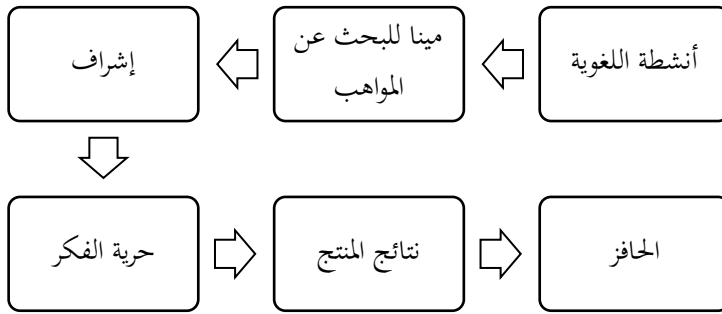 أنشطة اللغوية
مينا للبحث عن
المواهب
إشراف
حرية الفكر
نتائج المنتج
الحافز